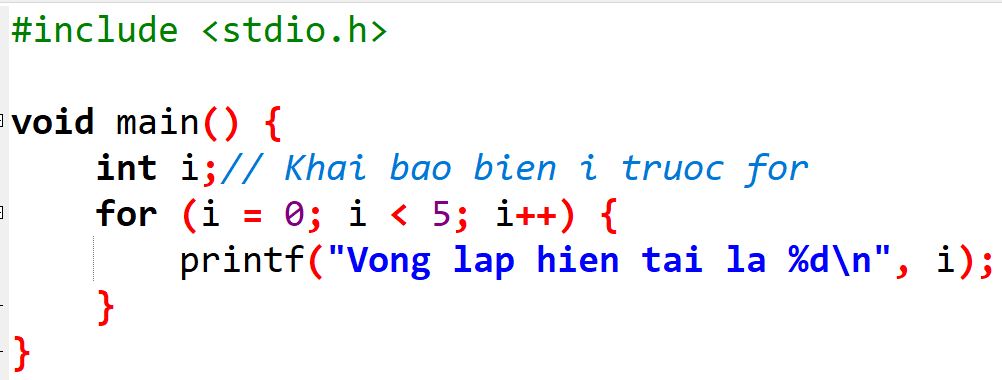 #include <stdio.h>
void main() {
int i;// Khai bao bien i truoc for
for (i = 0; i < 5; i++) {
printf("Vong lap hien tai la %d\n", i);
}
}